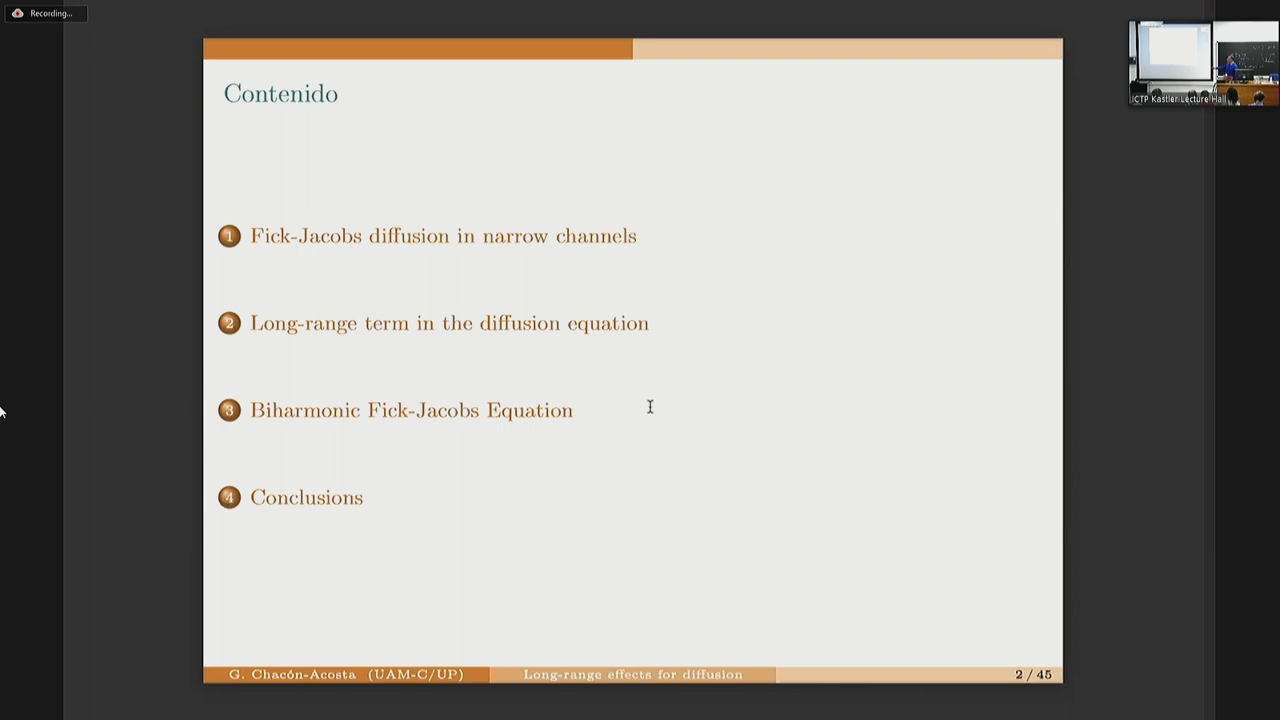 Recording...
ICTP Kastler Lecture Hall
Contenido
1 Fick-Jacobs diffusion in narrow channels
2 Long-range term in the diffusion equation
3 Biharmonic Fick-Jacobs Equation
4 Conclusions
G. Chacón-Acosta (UAM-C/UP) Long-range effects for diffusion 2 / 45